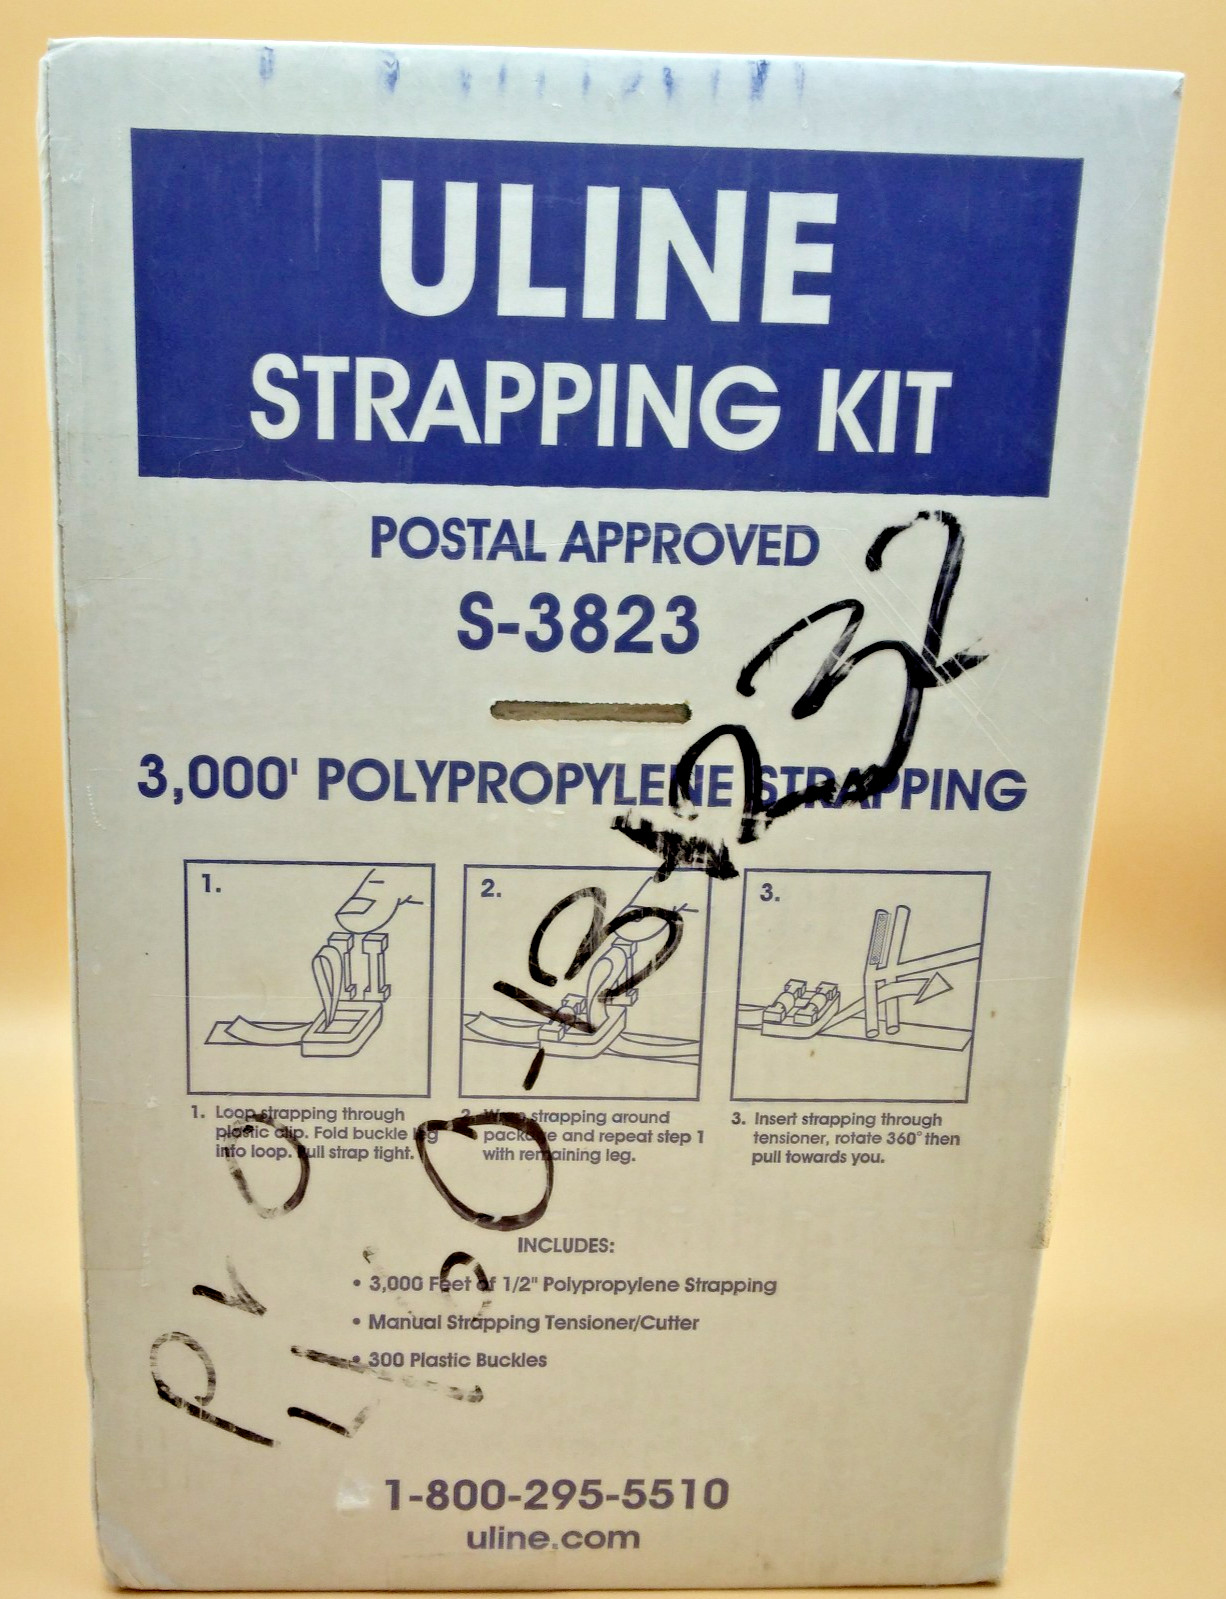 ULINE
STRAPPING KIT
POSTAL APPROVED
S-3823
3,000' POLYPROPYLENE STRAPPING
1.
2.
3.
1. Loop strapping through
plastic clip. Fold buckle leg
into loop. Pull strap tight.
2. Wrap strapping around
package and repeat step 1
with remaining leg.
3. Insert strapping through
tensioner, rotate 360° then
pull towards you.
INCLUDES:
• 3,000 Feet of 1/2" Polypropylene Strapping
• Manual Strapping Tensioner/Cutter
• 300 Plastic Buckles
1-800-295-5510
uline.com